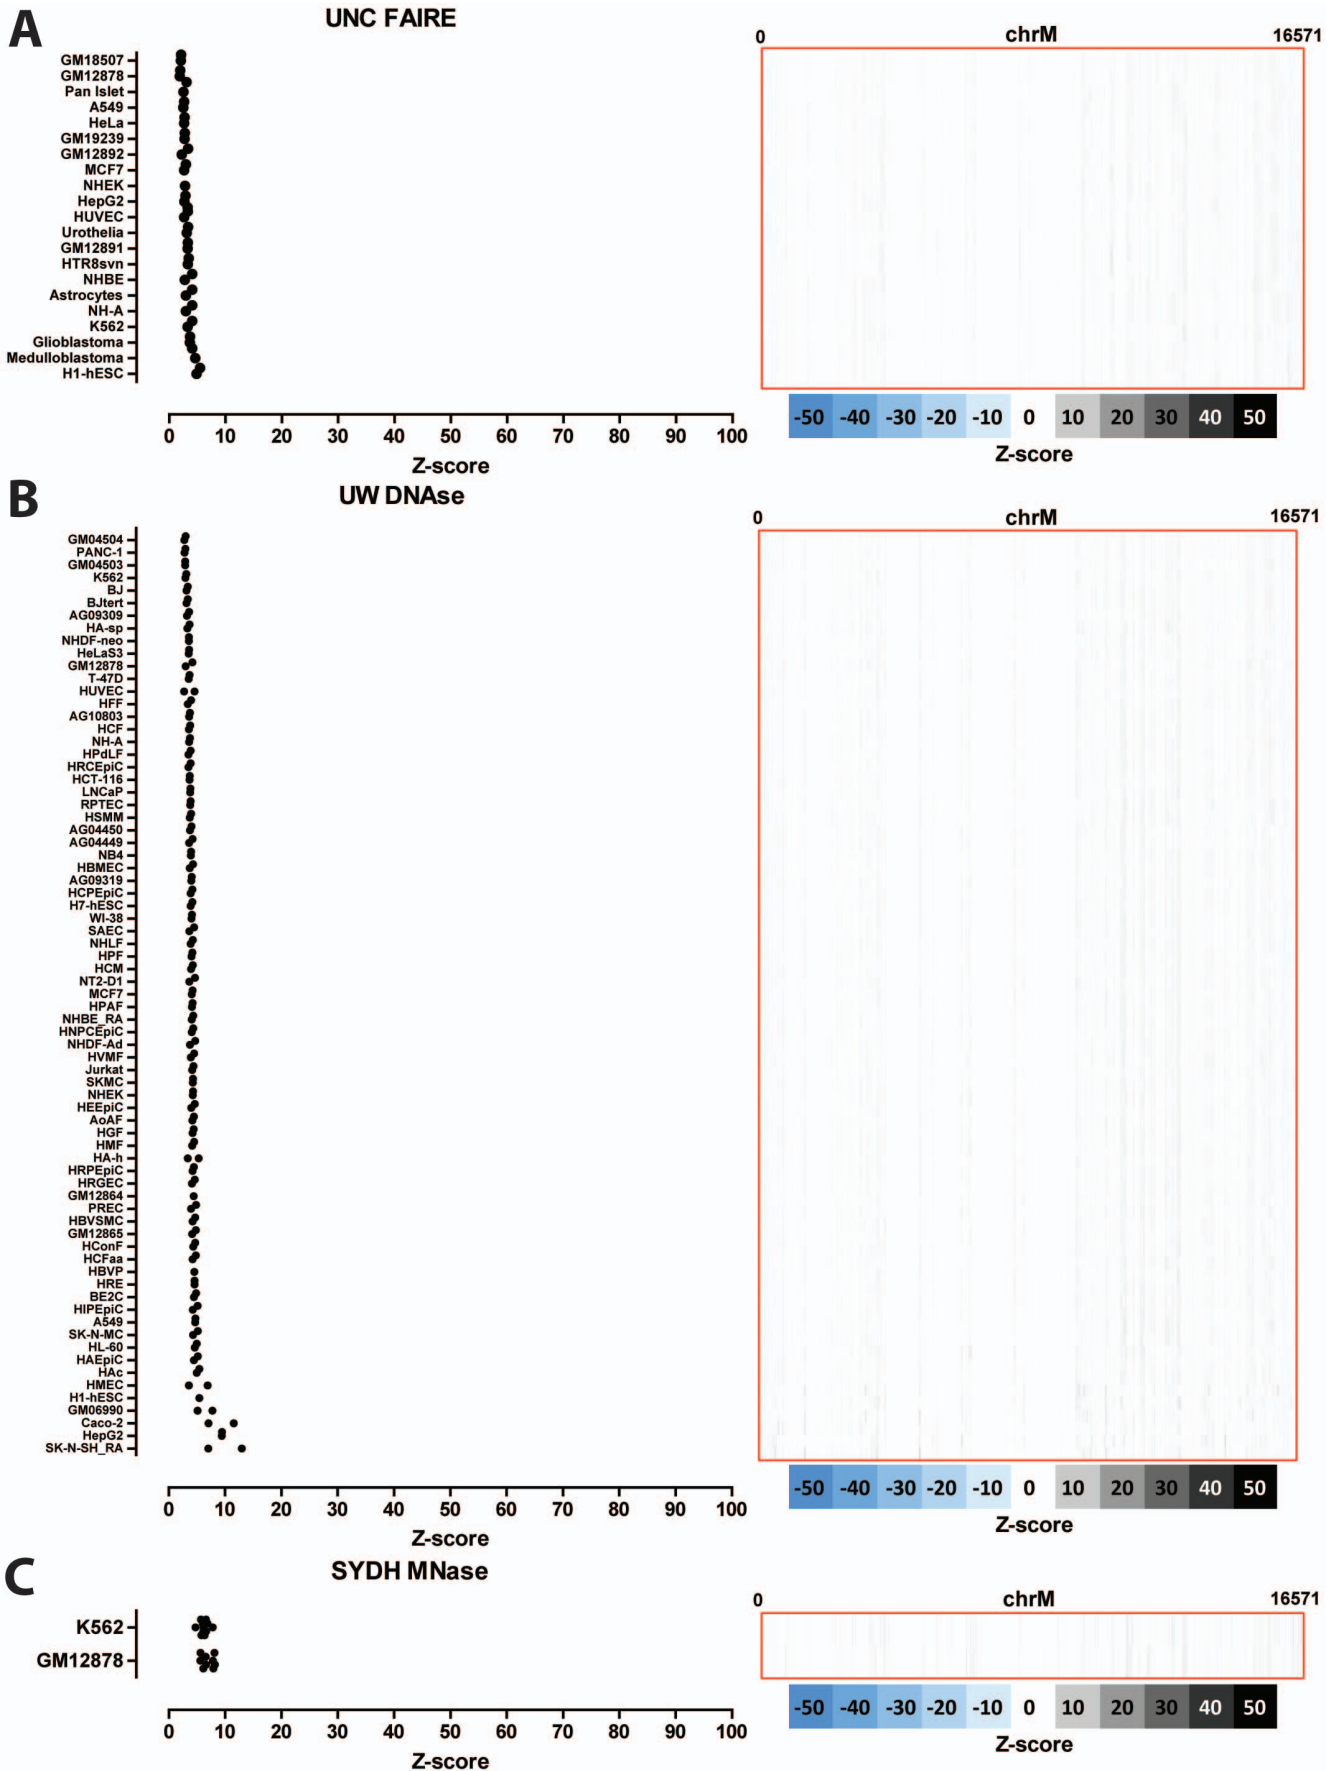 A
UNC FAIRE
GM18507
GM12878
Pan Islet
A549
HeLa
GM19239
GM12892
MCF7
NHEK
HepG2
HUVEC
Urothelia
GM12891
HTR8svn
NHBE
Astrocytes
NH-A
K562
Glioblastoma
Medulloblastoma
H1-hESC
0 10 20 30 40 50 60 70 80 90 100
Z-score
0 chrM 16571
-50 -40 -30 -20 -10 0 10 20 30 40 50
Z-score
B
UW DNAse
GM04504
PANC-1
GM04503
K562
BJ
BJtert
AG09309
HA-sp
NHDF-neo
HeLaS3
GM12878
T-47D
HUVEC
HFF
AG10803
HCF
NH-A
HPdLF
HRCEpiC
HCT-116
LNCaP
RPTEC
HSMM
AG04450
AG04449
NB4
HBMEC
AG09319
HCPEpiC
H7-hESC
WI-38
SAEC
NHLF
HPF
HCM
NT2-D1
MCF7
HPAF
NHBE_RA
HNPCEpiC
NHDF-Ad
HVMF
Jurkat
SKMC
NHEK
HEEpiC
AoAF
HGF
HMF
HA-h
HRPEpiC
HRGEC
GM12864
PREC
HBVSMC
GM12865
HConF
HCFaa
HBVP
HRE
BE2C
HIPEpiC
A549
SK-N-MC
HL-60
HAEpiC
HAc
HMEC
H1-hESC
GM06990
Caco-2
HepG2
SK-N-SH_RA
0 10 20 30 40 50 60 70 80 90 100
Z-score
0 chrM 16571
-50 -40 -30 -20 -10 0 10 20 30 40 50
Z-score
C
SYDH MNase
K562
GM12878
0 10 20 30 40 50 60 70 80 90 100
Z-score
0 chrM 16571
-50 -40 -30 -20 -10 0 10 20 30 40 50
Z-score